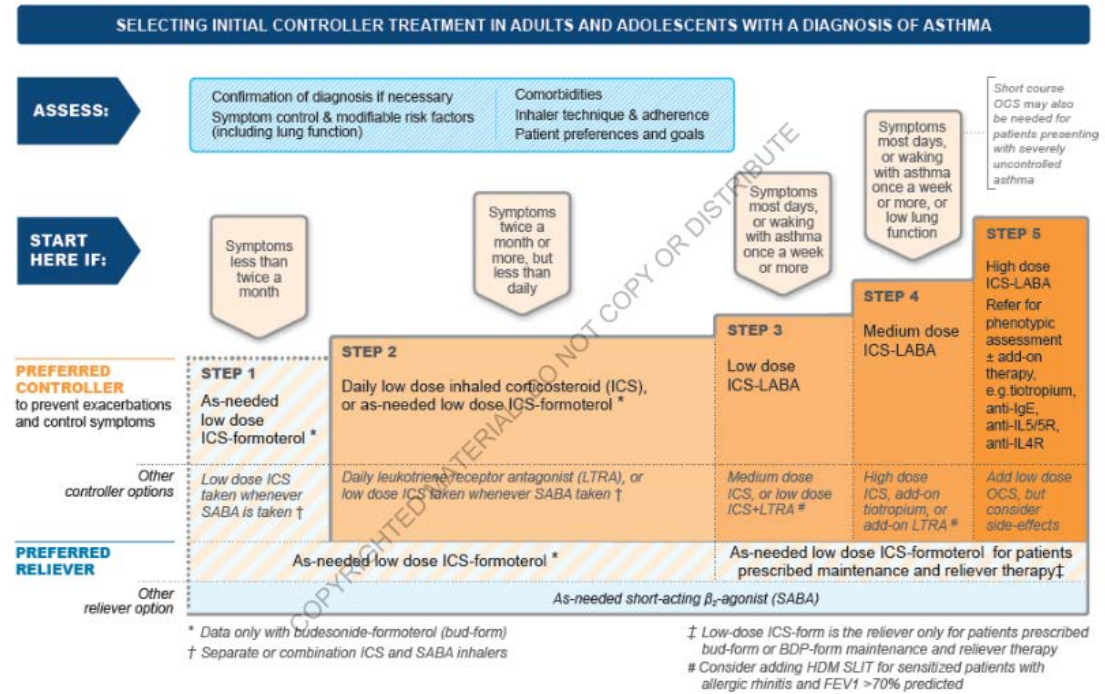 SELECTING INITIAL CONTROLLER TREATMENT IN ADULTS AND ADOLESCENTS WITH A DIAGNOSIS OF ASTHMA
ASSESS:
Confirmation of diagnosis if necessary
Symptom control & modifiable risk factors
(including lung function)
Comorbidities
Inhaler technique & adherence
Patient preferences and goals
Short course
OCS may also
be needed for
patients presenting
with severely
uncontrolled
asthma
START
HERE IF:
Symptoms
less than
twice a
month
Symptoms
twice a
month or
more, but
less than
daily
Symptoms
most days,
or waking
with asthma
once a week
or more
Symptoms
most days,
or waking
with asthma
once a week
or more, or
low lung
function
PREFERRED
CONTROLLER
to prevent exacerbations
and control symptoms
STEP 1
As-needed
low dose
ICS-formoterol *
STEP 2
Daily low dose inhaled corticosteroid (ICS),
or as-needed low dose ICS-formoterol *
STEP 3
Low dose
ICS-LABA
STEP 4
Medium dose
ICS-LABA
STEP 5
High dose
ICS-LABA
Refer for
phenotypic
assessment
± add-on
therapy,
e.g.tiotropium,
anti-IgE,
anti-IL5/5R,
anti-IL4R
Other
controller options
Low dose ICS
taken whenever
SABA is taken †
Daily leukotriene receptor antagonist (LTRA), or
low dose ICS taken whenever SABA taken †
Medium dose
ICS, or low dose
ICS+LTRA #
High dose
ICS, add-on
tiotropium, or
add-on LTRA #
Add low dose
OCS, but
consider
side-effects
PREFERRED
RELIEVER
As-needed low dose ICS-formoterol *
As-needed low dose ICS-formoterol for patients
prescribed maintenance and reliever therapy‡
Other
reliever option
As-needed short-acting β₂-agonist (SABA)
* Data only with budesonide-formoterol (bud-form)
† Separate or combination ICS and SABA inhalers
‡ Low-dose ICS-form is the reliever only for patients prescribed
bud-form or BDP-form maintenance and reliever therapy
# Consider adding HDM SLIT for sensitized patients with
allergic rhinitis and FEV1 >70% predicted
COPYRIGHTED MATERIAL - DO NOT COPY OR DISTRIBUTE